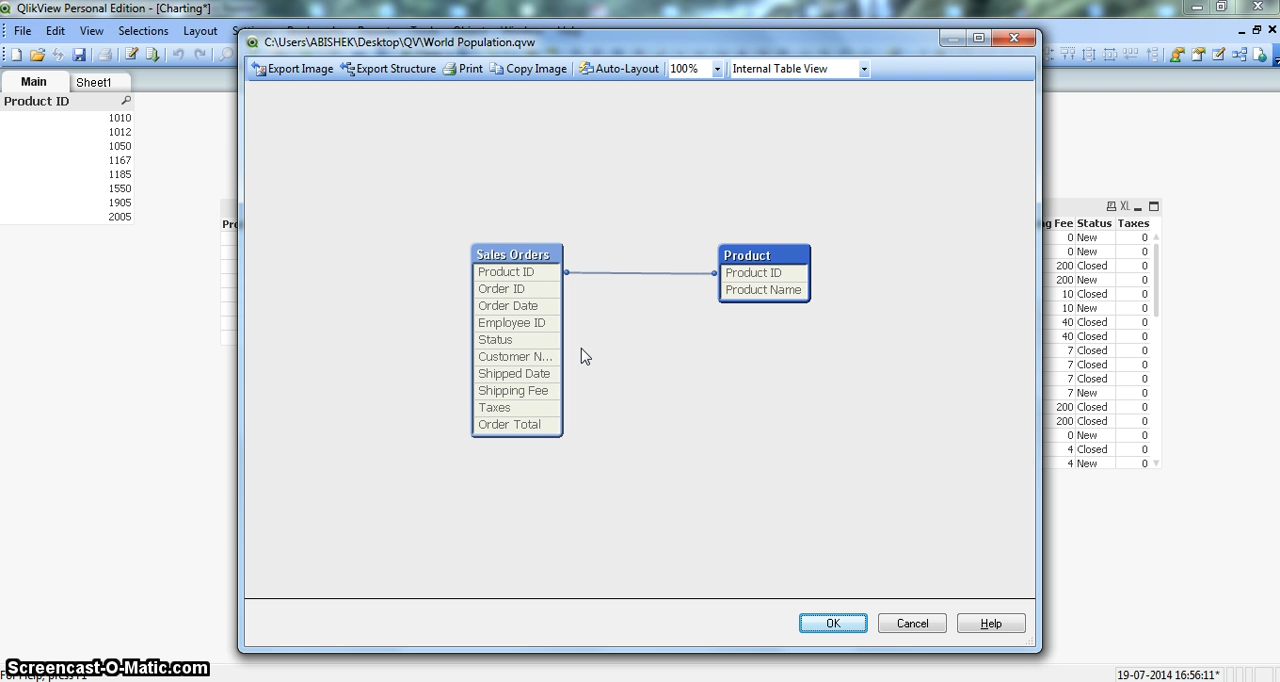 QlikView Personal Edition - [Charting*]
File Edit View Selections Layout
C:\Users\ABISHEK\Desktop\QV\World Population.qvw
Export Image Export Structure Print Copy Image Auto-Layout 100% Internal Table View
Main Sheet1
Product ID
1010
1012
1050
1167
1185
1550
1905
2005
Sales Orders
Product ID
Order ID
Order Date
Employee ID
Status
Customer N...
Shipped Date
Shipping Fee
Taxes
Order Total
Product
Product ID
Product Name
XL
ng Fee Status Taxes
0 New 0
0 New 0
200 Closed 0
200 New 0
10 Closed 0
10 New 0
40 Closed 0
40 Closed 0
7 Closed 0
7 Closed 0
7 Closed 0
7 New 0
200 Closed 0
200 Closed 0
0 New 0
4 Closed 0
4 New 0
OK Cancel Help
Screencast-O-Matic.com
19-07-2014 16:56:11*